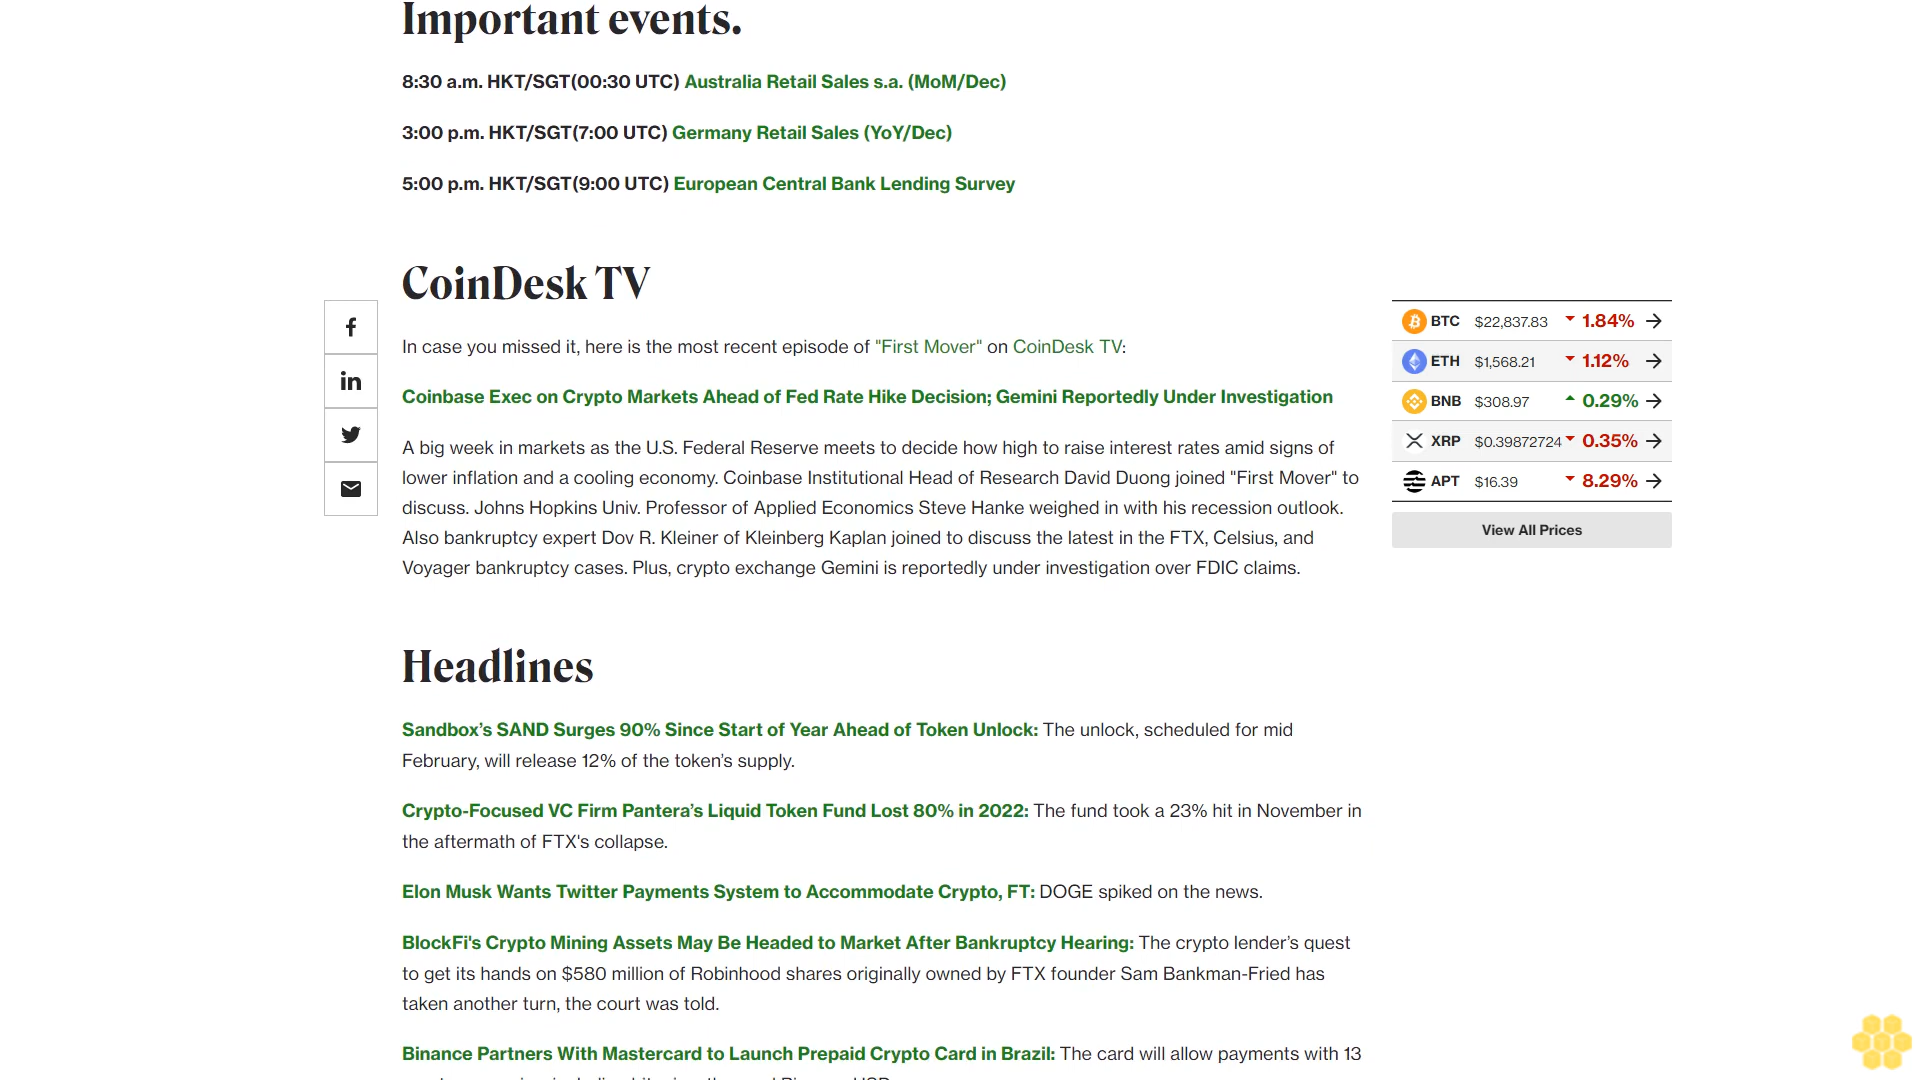 Important events.
8:30 a.m. HKT/SGT(00:30 UTC) Australia Retail Sales s.a. (MoM/Dec)
3:00 p.m. HKT/SGT(7:00 UTC) Germany Retail Sales (YoY/Dec)
5:00 p.m. HKT/SGT(9:00 UTC) European Central Bank Lending Survey
CoinDesk TV
In case you missed it, here is the most recent episode of "First Mover" on CoinDesk TV:
Coinbase Exec on Crypto Markets Ahead of Fed Rate Hike Decision; Gemini Reportedly Under Investigation
A big week in markets as the U.S. Federal Reserve meets to decide how high to raise interest rates amid signs of
lower inflation and a cooling economy. Coinbase Institutional Head of Research David Duong joined "First Mover" to
discuss. Johns Hopkins Univ. Professor of Applied Economics Steve Hanke weighed in with his recession outlook.
Also bankruptcy expert Dov R. Kleiner of Kleinberg Kaplan joined to discuss the latest in the FTX, Celsius, and
Voyager bankruptcy cases. Plus, crypto exchange Gemini is reportedly under investigation over FDIC claims.
Headlines
Sandbox’s SAND Surges 90% Since Start of Year Ahead of Token Unlock: The unlock, scheduled for mid
February, will release 12% of the token’s supply.
Crypto-Focused VC Firm Pantera’s Liquid Token Fund Lost 80% in 2022: The fund took a 23% hit in November in
the aftermath of FTX's collapse.
Elon Musk Wants Twitter Payments System to Accommodate Crypto, FT: DOGE spiked on the news.
BlockFi's Crypto Mining Assets May Be Headed to Market After Bankruptcy Hearing: The crypto lender’s quest
to get its hands on $580 million of Robinhood shares originally owned by FTX founder Sam Bankman-Fried has
taken another turn, the court was told.
Binance Partners With Mastercard to Launch Prepaid Crypto Card in Brazil: The card will allow payments with 13
BTC $22,837.83 1.84%
ETH $1,568.21 1.12%
BNB $308.97 0.29%
XRP $0.39872724 0.35%
APT $16.39 8.29%
View All Prices